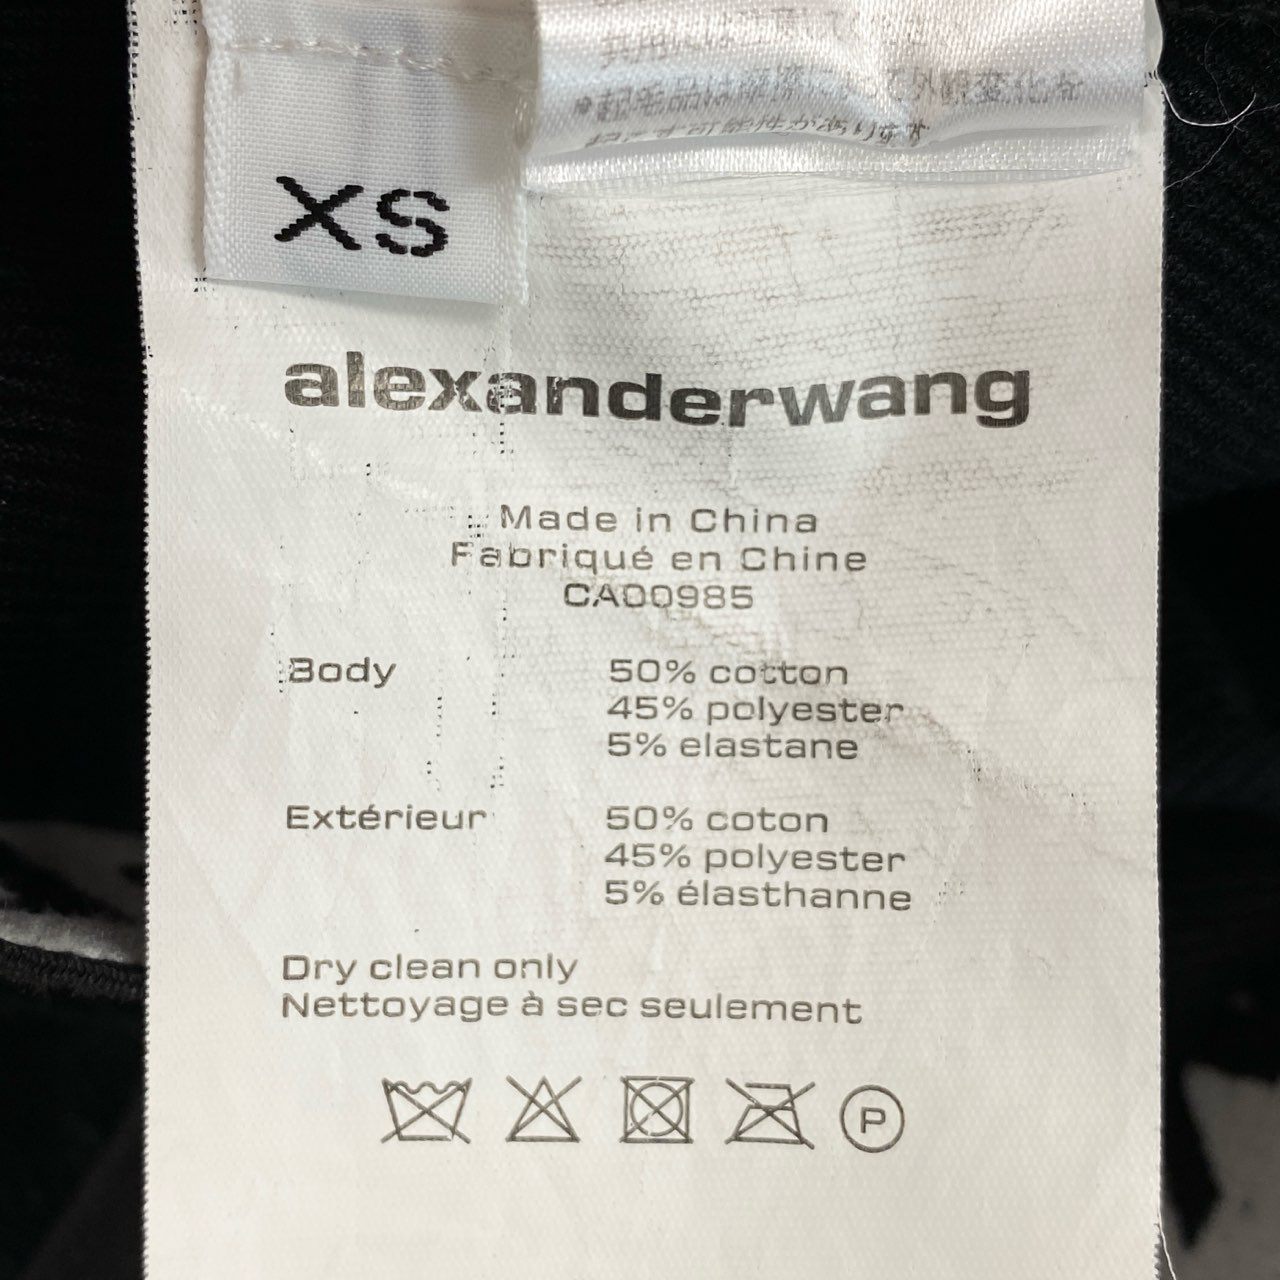 XS
alexanderwang
Made in China
Fabriqué en Chine
CA00985
Body 50% cotton
45% polyester
5% elastane
Extérieur 50% coton
45% polyester
5% élasthanne
Dry clean only
Nettoyage à sec seulement
P